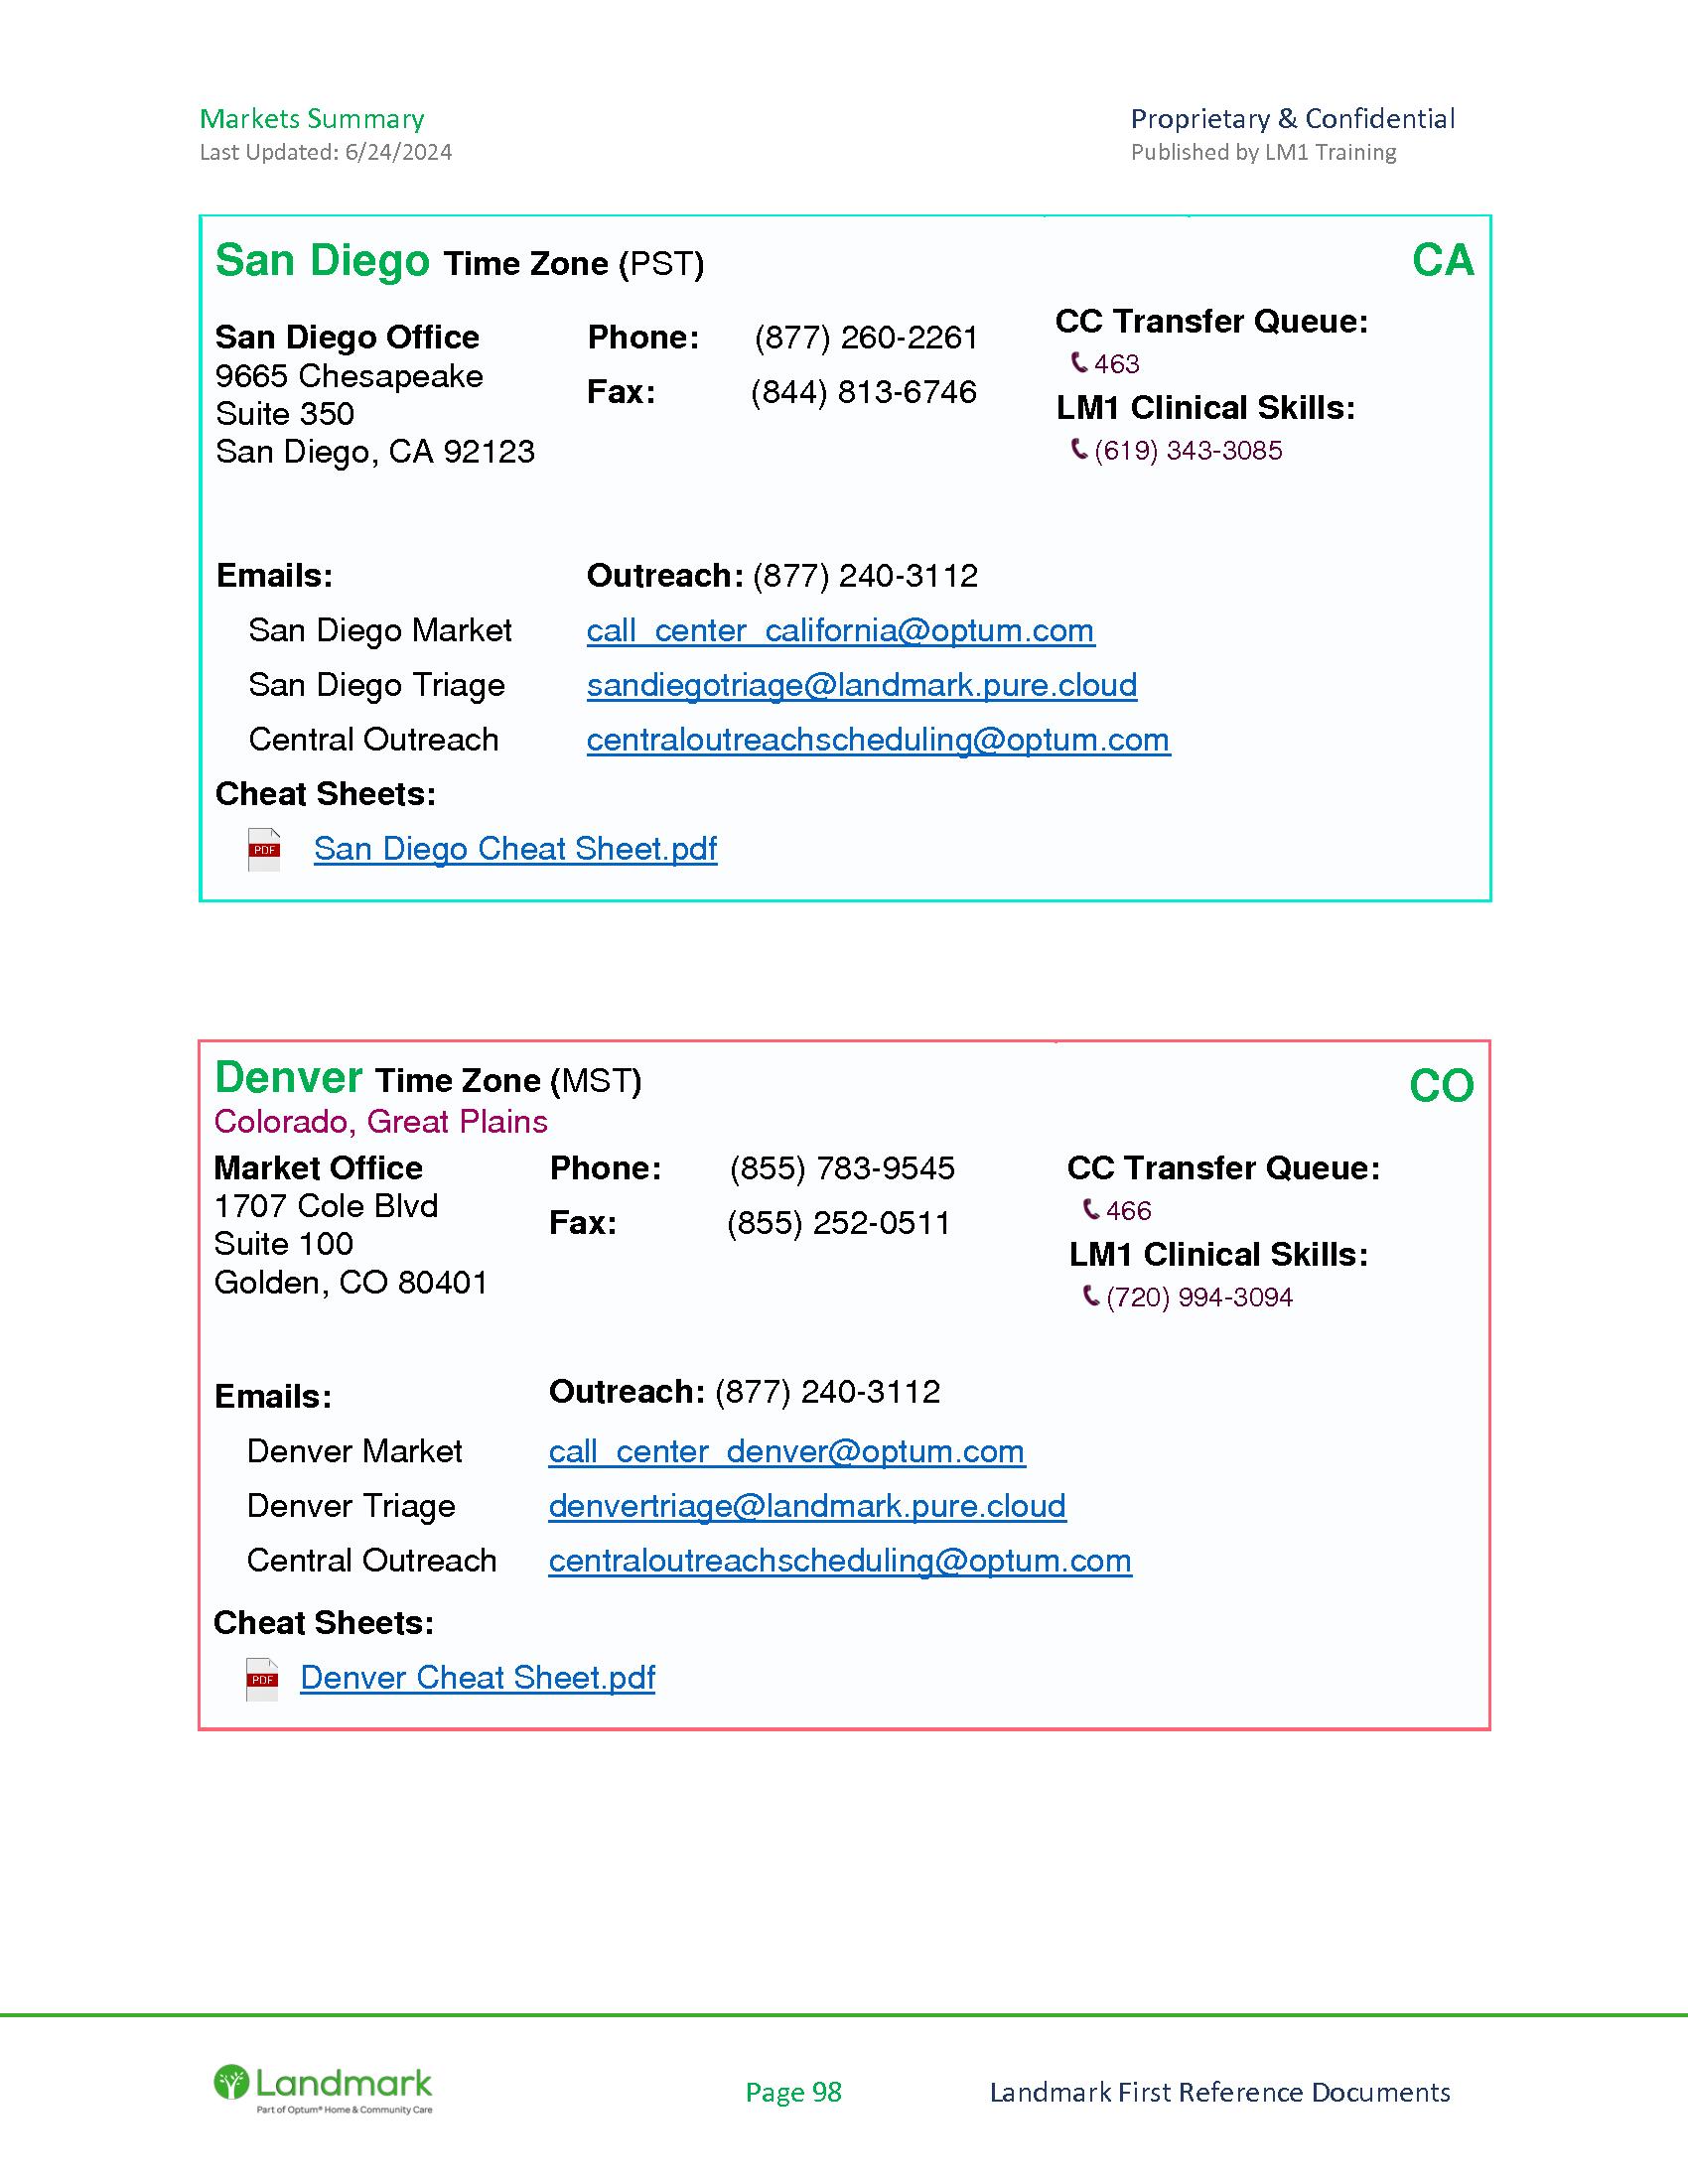 Markets Summary
Proprietary & Confidential
Last Updated: 6/24/2024
Published by LM1 Training
San Diego Time Zone (PST)
CA
San Diego Office
9665 Chesapeake
Suite 350
San Diego, CA 92123
Phone: (877) 260-2261
Fax: (844) 813-6746
CC Transfer Queue:
463
LM1 Clinical Skills:
(619) 343-3085
Emails:
Outreach: (877) 240-3112
San Diego Market call_center_california@optum.com
San Diego Triage sandiegotriage@landmark.pure.cloud
Central Outreach centraloutreachscheduling@optum.com
Cheat Sheets:
PDF San Diego Cheat Sheet.pdf
Denver Time Zone (MST)
CO
Colorado, Great Plains
Market Office
1707 Cole Blvd
Suite 100
Golden, CO 80401
Phone: (855) 783-9545
Fax: (855) 252-0511
CC Transfer Queue:
466
LM1 Clinical Skills:
(720) 994-3094
Emails:
Outreach: (877) 240-3112
Denver Market call_center_denver@optum.com
Denver Triage denvertriage@landmark.pure.cloud
Central Outreach centraloutreachscheduling@optum.com
Cheat Sheets:
PDF Denver Cheat Sheet.pdf
Landmark
Part of Optum® Home & Community Care
Page 98
Landmark First Reference Documents